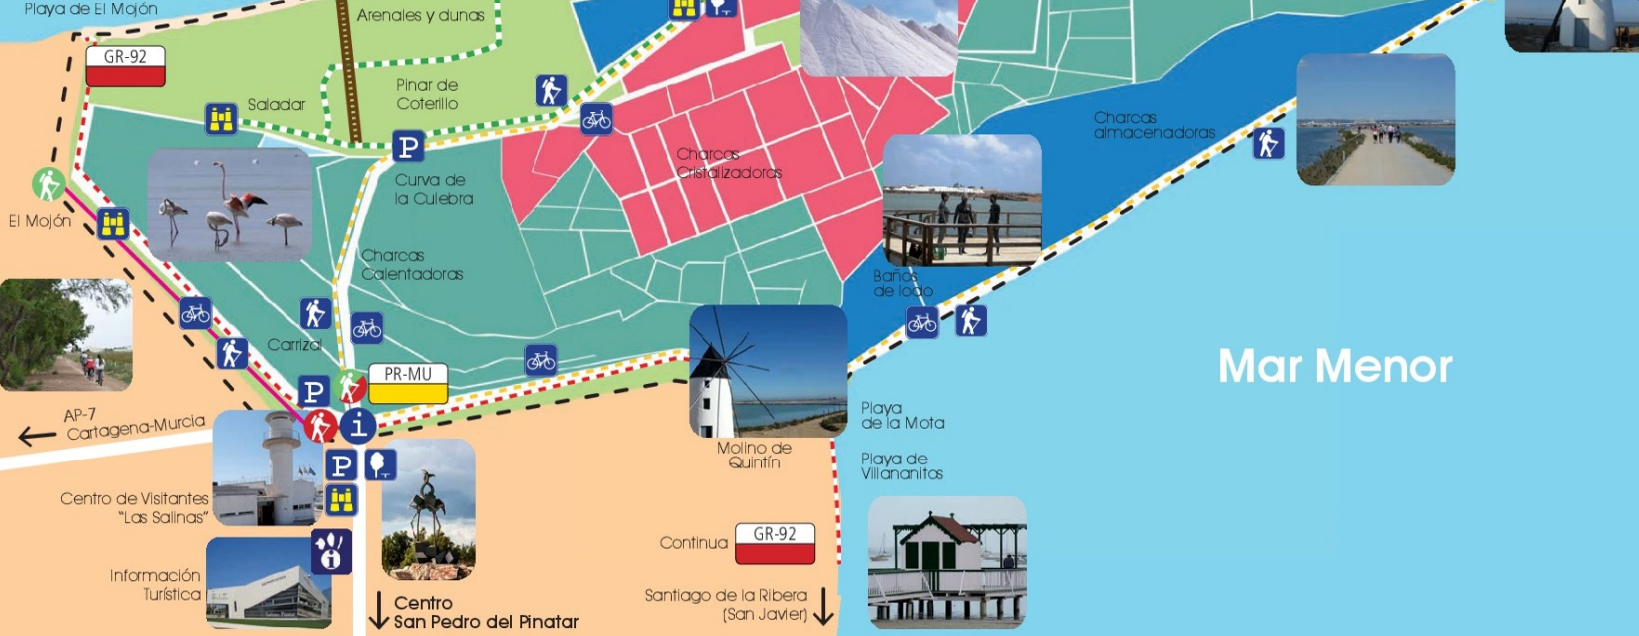 Playa de El Mojón
Arenales y dunas
GR-92
Pinar de
Coterillo
Saladar
P
Charcas
almacenadoras
Charcas
Cristalizadoras
Curva de
la Culebra
El Mojón
Charcas
Calentadoras
Baños
de lodo
Carrizal
Mar Menor
PR-MU
P
i
AP-7
Cartagena-Murcia
Playa
de la Mota
Molino de
Quintín
Playa de
Villananitos
P
Centro de Visitantes
"Las Salinas"
Continua
GR-92
i
Información
Turística
Santiago de la Ribera
(San Javier)
Centro
San Pedro del Pinatar